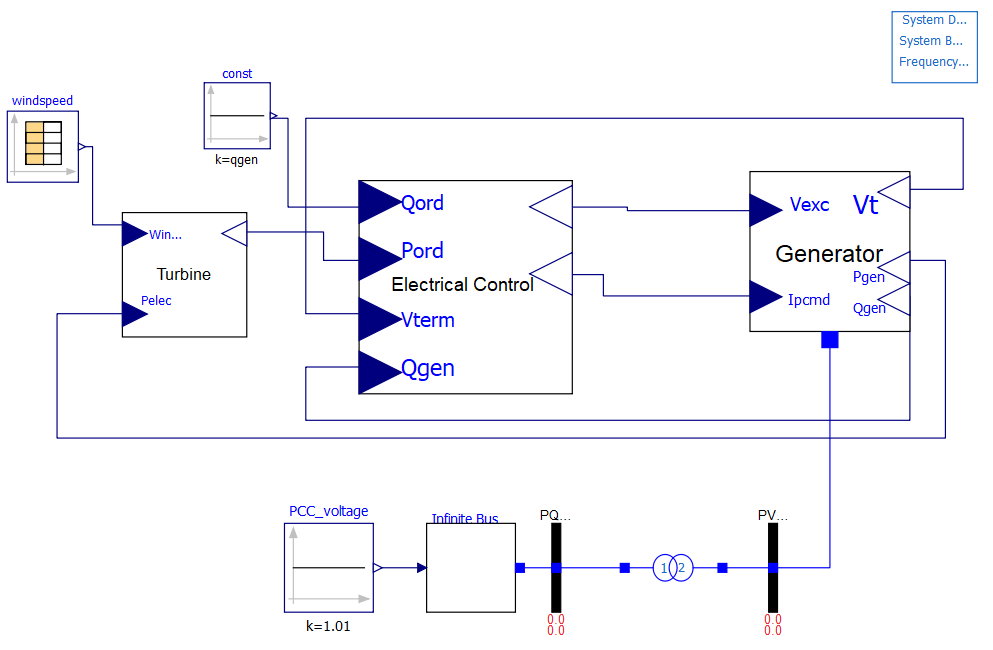 System D...
System B...
Frequency...
const
windspeed
k=qgen
Qord
Vexc
Vt
Win...
Pord
Generator
Turbine
Electrical Control
Pgen
Pelec
Ipcmd
Qgen
Vterm
Qgen
PCC_voltage
Infinite Bus
PQ...
PV...
1
2
0.0
0.0
0.0
0.0
k=1.01